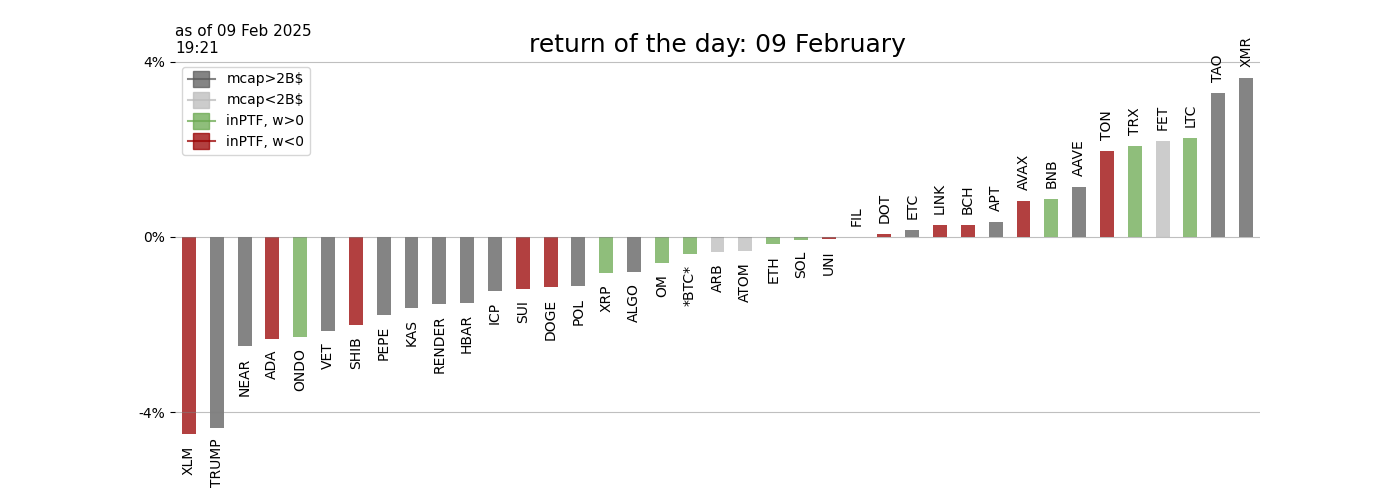 as of 09 Feb 2025
19:21
return of the day: 09 February
4%
0%
-4%
mcap>2B$
mcap<2B$
inPTF, w>0
inPTF, w<0
XLM
TRUMP
NEAR
ADA
ONDO
VET
SHIB
PEPE
KAS
RENDER
HBAR
ICP
SUI
DOGE
POL
XRP
ALGO
OM
*BTC*
ARB
ATOM
ETH
SOL
UNI
FIL
DOT
ETC
LINK
BCH
APT
AVAX
BNB
AAVE
TON
TRX
FET
LTC
TAO
XMR